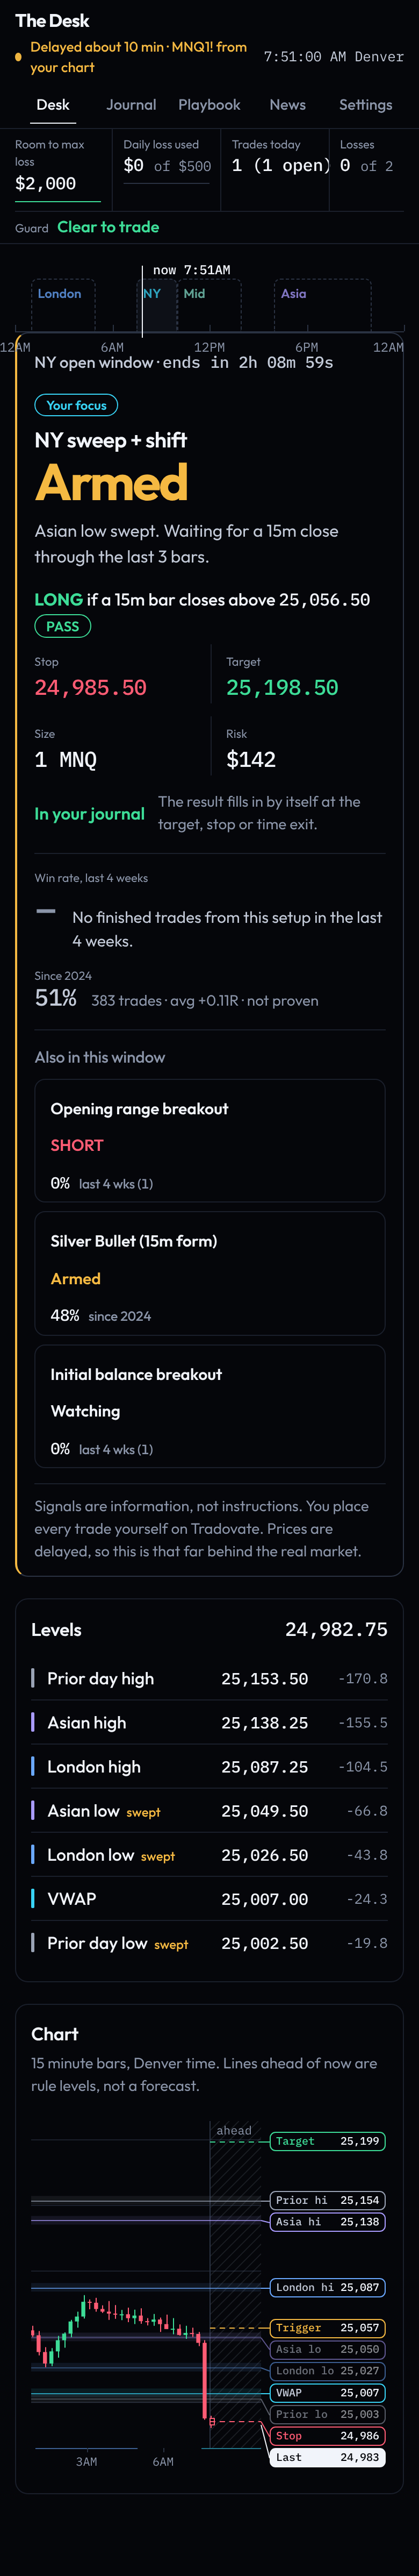 The Desk
Delayed about 10 min · MNQ1! from
your chart
7:51:00 AM Denver
Desk Journal Playbook News Settings
Room to max
loss
$2,000
Daily loss used
$0 of $500
Trades today
1 (1 open)
Losses
0 of 2
Guard Clear to trade
now 7:51AM
London NY Mid Asia
12AM 6AM 12PM 6PM 12AM
NY open window · ends in 2h 08m 59s
Your focus
NY sweep + shift
Armed
Asian low swept. Waiting for a 15m close
through the last 3 bars.
LONG if a 15m bar closes above 25,056.50
PASS
Stop Target
24,985.50 25,198.50
Size Risk
1 MNQ $142
In your journal
The result fills in by itself at the
target, stop or time exit.
Win rate, last 4 weeks
– No finished trades from this setup in the last
4 weeks.
Since 2024
51% 383 trades · avg +0.11R · not proven
Also in this window
Opening range breakout
SHORT
0% last 4 wks (1)
Silver Bullet (15m form)
Armed
48% since 2024
Initial balance breakout
Watching
0% last 4 wks (1)
Signals are information, not instructions. You place
every trade yourself on Tradovate. Prices are
delayed, so this is that far behind the real market.
Levels 24,982.75
Prior day high 25,153.50 -170.8
Asian high 25,138.25 -155.5
London high 25,087.25 -104.5
Asian low swept 25,049.50 -66.8
London low swept 25,026.50 -43.8
VWAP 25,007.00 -24.3
Prior day low swept 25,002.50 -19.8
Chart
15 minute bars, Denver time. Lines ahead of now are
rule levels, not a forecast.
ahead
Target 25,199
Prior hi 25,154
Asia hi 25,138
London hi 25,087
Trigger 25,057
Asia lo 25,050
London lo 25,027
VWAP 25,007
Prior lo 25,003
Stop 24,986
Last 24,983
3AM 6AM